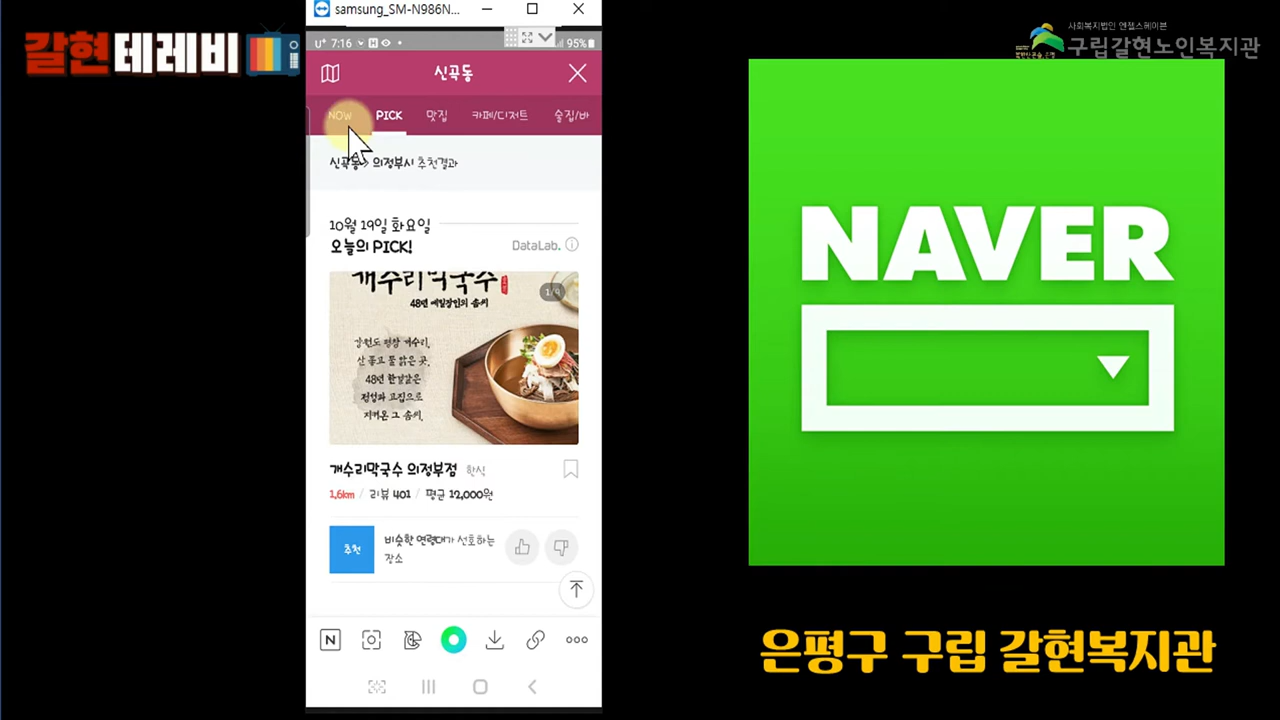 samsung_SM-N986N...
갈현테레비
사회복지법인 엔젤스헤이븐
구립갈현노인복지관
U+ 7:16
95%
신곡동
NOW PICK 맛집 카페/디저트 술집/바
신곡동> 의정부시 추천결과
10월 19일 화요일
오늘의 PICK!
DataLab.
개수리막국수
48년 예일장인의 솜씨
1/9
강원도 평창 개수리.
산 좋고 물 맑은 곳.
48년 한결같은
정성과 고집으로
지켜온 그 솜씨.
개수리막국수 의정부점 한식
1.6km / 리뷰 401 / 평균 12,000원
추천
비슷한 연령대가 선호하는
장소
N
NAVER
은평구 구립 갈현복지관